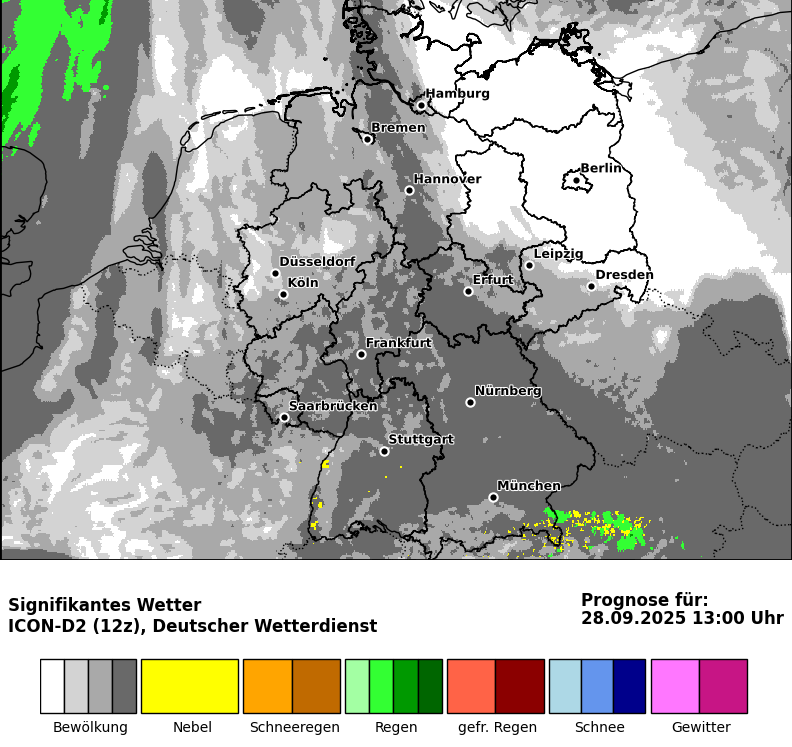 Hamburg
Bremen
Berlin
Hannover
Leipzig
Düsseldorf
Dresden
Köln
Erfurt
Frankfurt
Nürnberg
Saarbrücken
Stuttgart
München
Signifikantes Wetter
ICON-D2 (12z), Deutscher Wetterdienst
Prognose für:
28.09.2025 13:00 Uhr
Bewölkung Nebel Schneeregen Regen gefr. Regen Schnee Gewitter